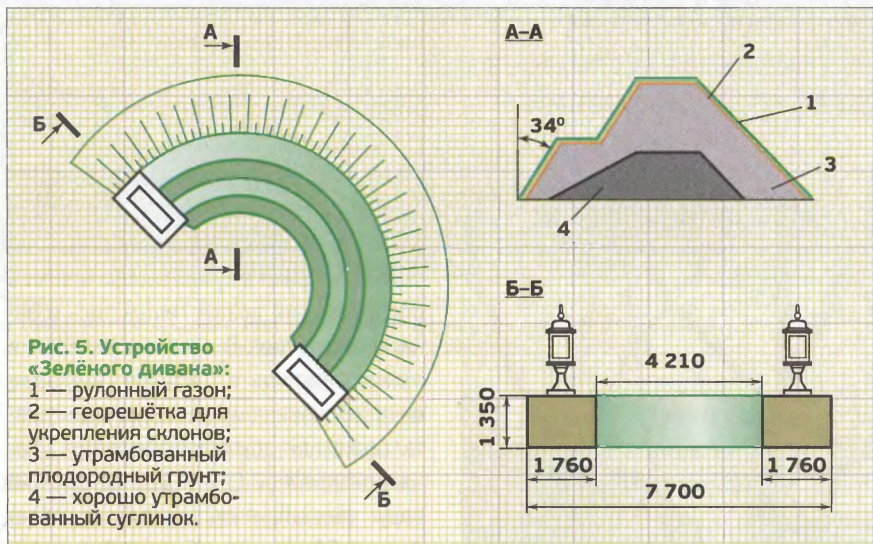 А
Б
А
Б
Рис. 5. Устройство
«Зелёного дивана»:
1 — рулонный газон;
2 — георешётка для
укрепления склонов;
3 — утрамбованный
плодородный грунт;
4 — хорошо утрамбо-
ванный суглинок.
А–А
2
1
34⁰
3
4
Б–Б
4 210
1 350
1 760
1 760
7 700